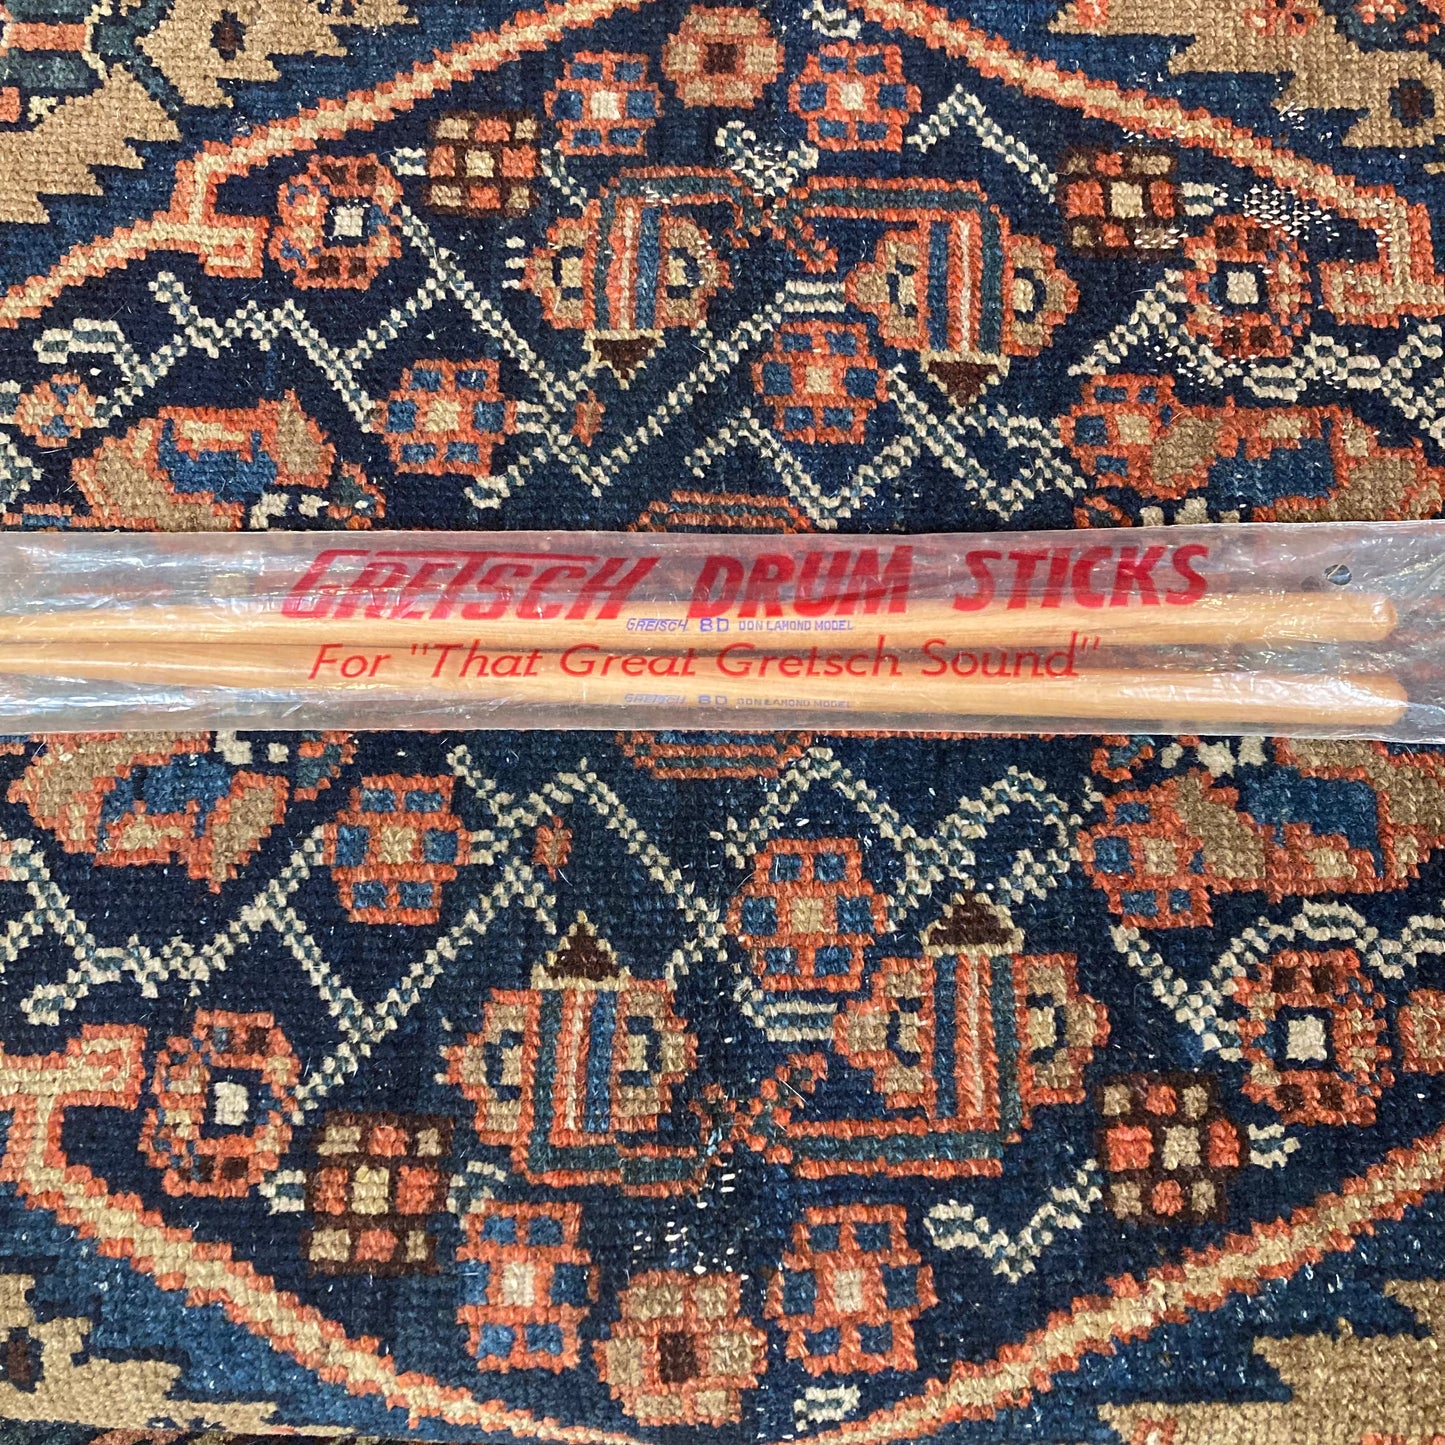 GRETSCH DRUM STICKS
GRETSCH 8D DON LAMOND MODEL
For "That Great Gretsch Sound"
GRETSCH 8D DON LAMOND MODEL